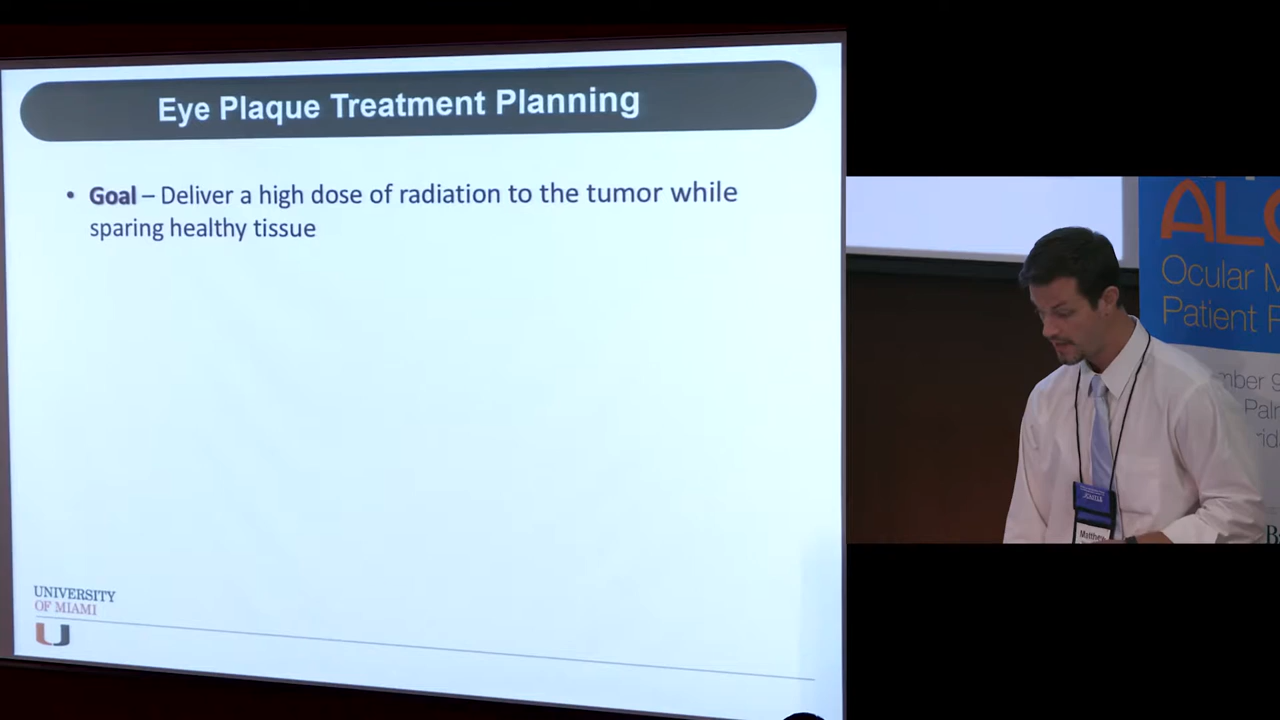 Eye Plaque Treatment Planning
• Goal – Deliver a high dose of radiation to the tumor while
sparing healthy tissue
UNIVERSITY
OF MIAMI
Ocular
Patient
Matthew